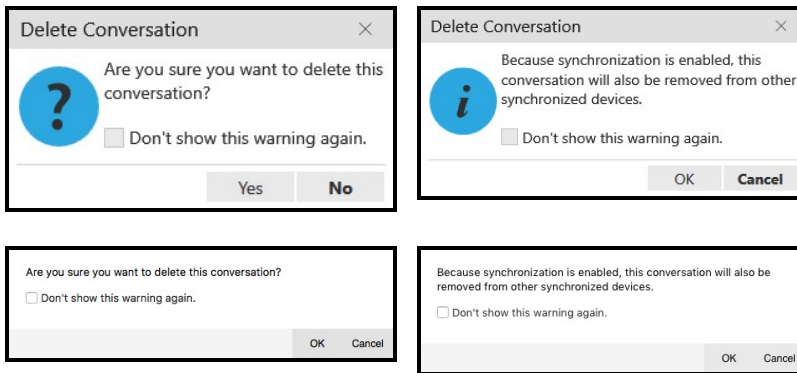 Delete Conversation
Are you sure you want to delete this
conversation?
Don't show this warning again.
Yes No
Delete Conversation
Because synchronization is enabled, this
conversation will also be removed from other
synchronized devices.
Don't show this warning again.
OK Cancel
Are you sure you want to delete this conversation?
Don't show this warning again.
OK Cancel
Because synchronization is enabled, this conversation will also be
removed from other synchronized devices.
Don't show this warning again.
OK Cancel